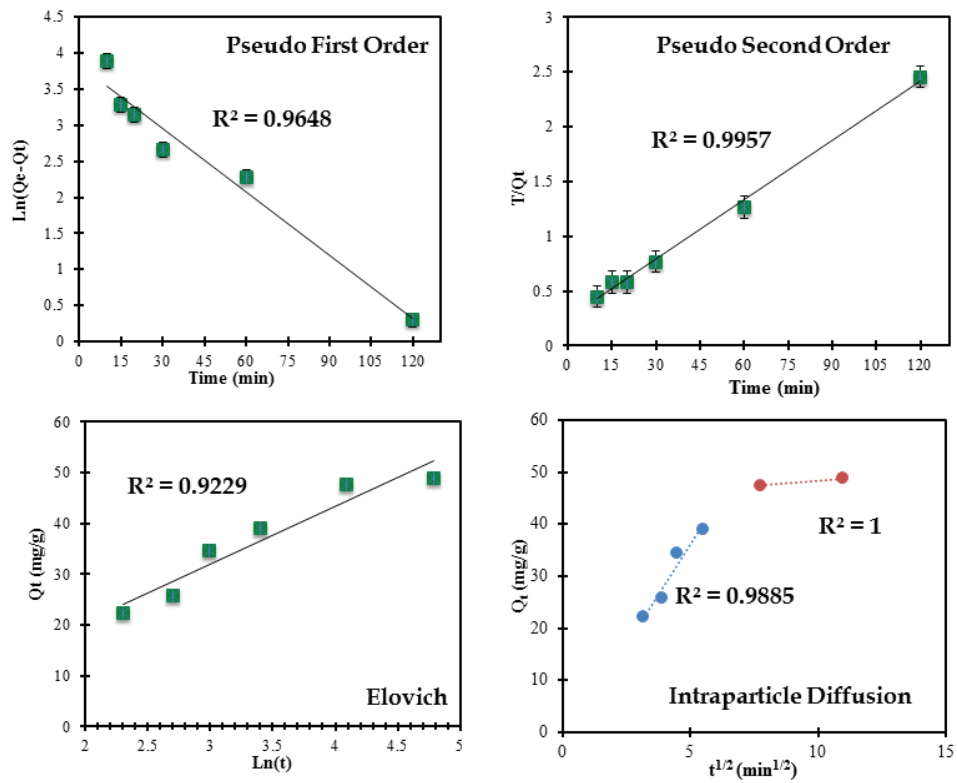 Pseudo First Order
R² = 0.9648
Ln(Qe-Qt)
4.5
4
3.5
3
2.5
2
1.5
1
0.5
0
0 15 30 45 60 75 90 105 120
Time (min)
Pseudo Second Order
R² = 0.9957
T/Qt
3
2.5
2
1.5
1
0.5
0
0 15 30 45 60 75 90 105 120
Time (min)
R² = 0.9229
Qt (mg/g)
60
50
40
30
20
10
0
Elovich
2 2.5 3 3.5 4 4.5 5
Ln(t)
R² = 1
R² = 0.9885
Qt (mg/g)
60
50
40
30
20
10
0
Intraparticle Diffusion
0 5 10 15
t1/2 (min1/2)